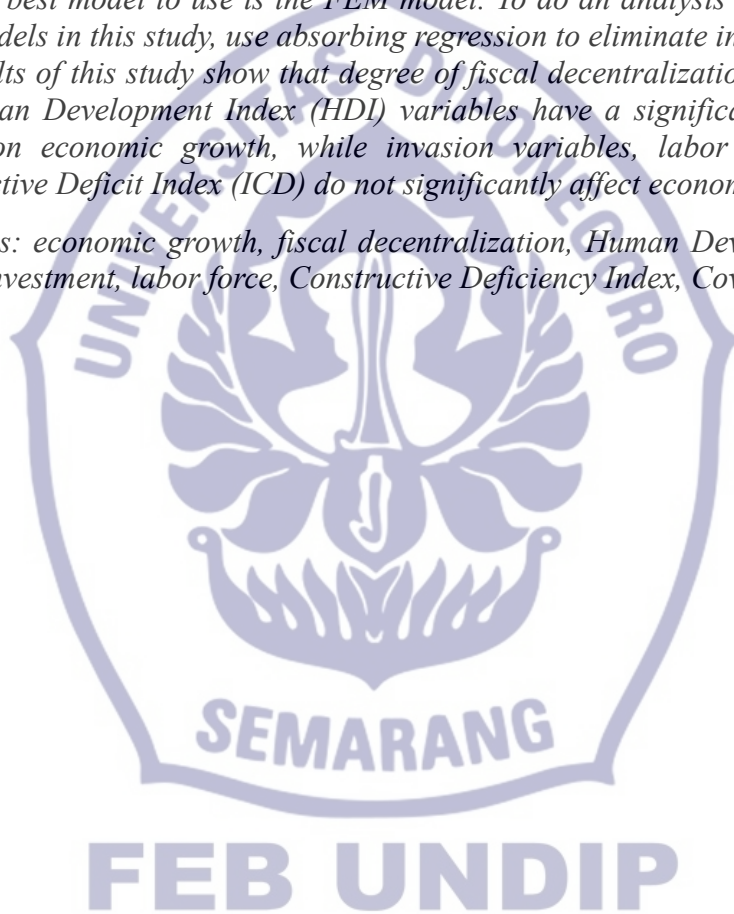 best model to use is the FEM model. To do an analysis
dels in this study, use absorbing regression to eliminate in
lts of this study show that degree of fiscal decentralizatio
an Development Index (HDI) variables have a significa
on economic growth, while invasion variables, labor
ctive Deficit Index (ICD) do not significantly affect econom
s: economic growth, fiscal decentralization, Human Dev
nvestment, labor force, Constructive Deficiency Index, Cov
UNIVERSITAS DIPONEGORO
SEMARANG
FEB UNDIP